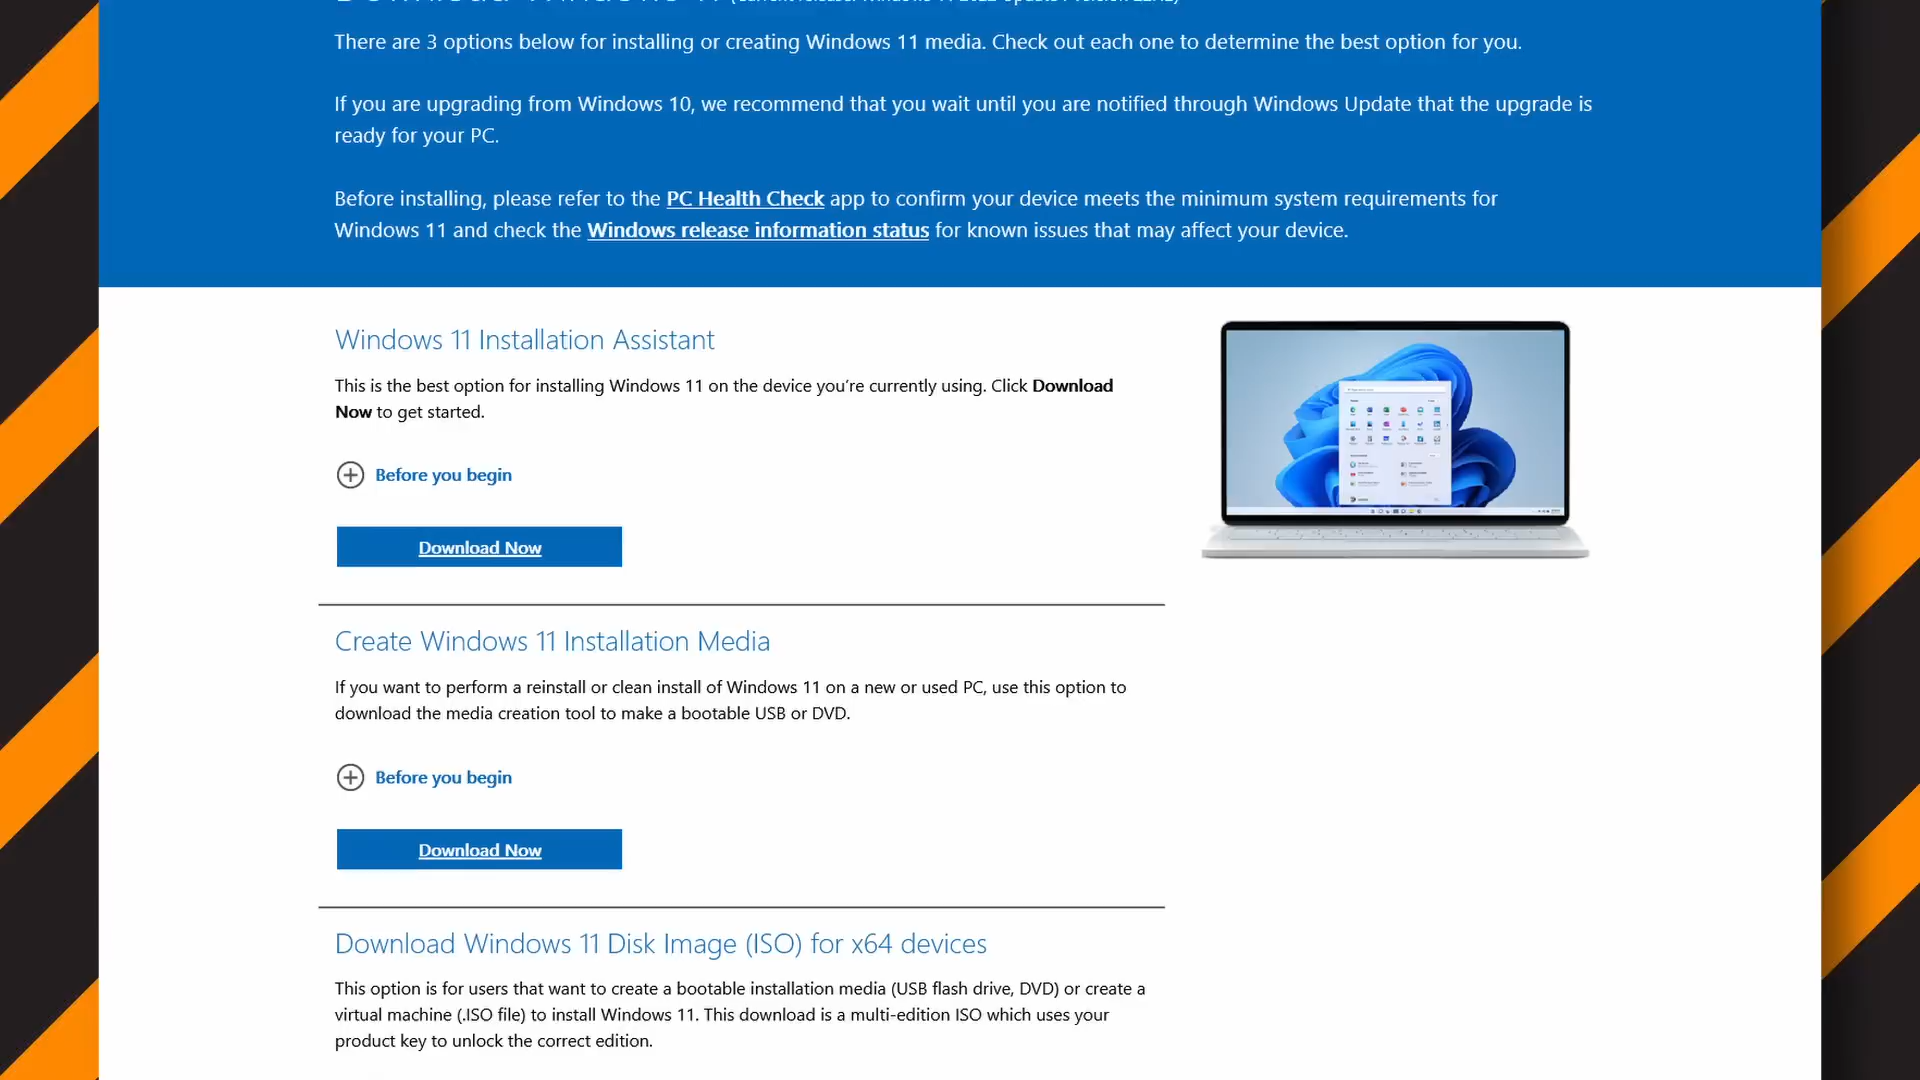 There are 3 options below for installing or creating Windows 11 media. Check out each one to determine the best option for you.
If you are upgrading from Windows 10, we recommend that you wait until you are notified through Windows Update that the upgrade is
ready for your PC.
Before installing, please refer to the PC Health Check app to confirm your device meets the minimum system requirements for
Windows 11 and check the Windows release information status for known issues that may affect your device.
Windows 11 Installation Assistant
This is the best option for installing Windows 11 on the device you're currently using. Click Download
Now to get started.
Before you begin
Download Now
Create Windows 11 Installation Media
If you want to perform a reinstall or clean install of Windows 11 on a new or used PC, use this option to
download the media creation tool to make a bootable USB or DVD.
Before you begin
Download Now
Download Windows 11 Disk Image (ISO) for x64 devices
This option is for users that want to create a bootable installation media (USB flash drive, DVD) or create a
virtual machine (.ISO file) to install Windows 11. This download is a multi-edition ISO which uses your
product key to unlock the correct edition.